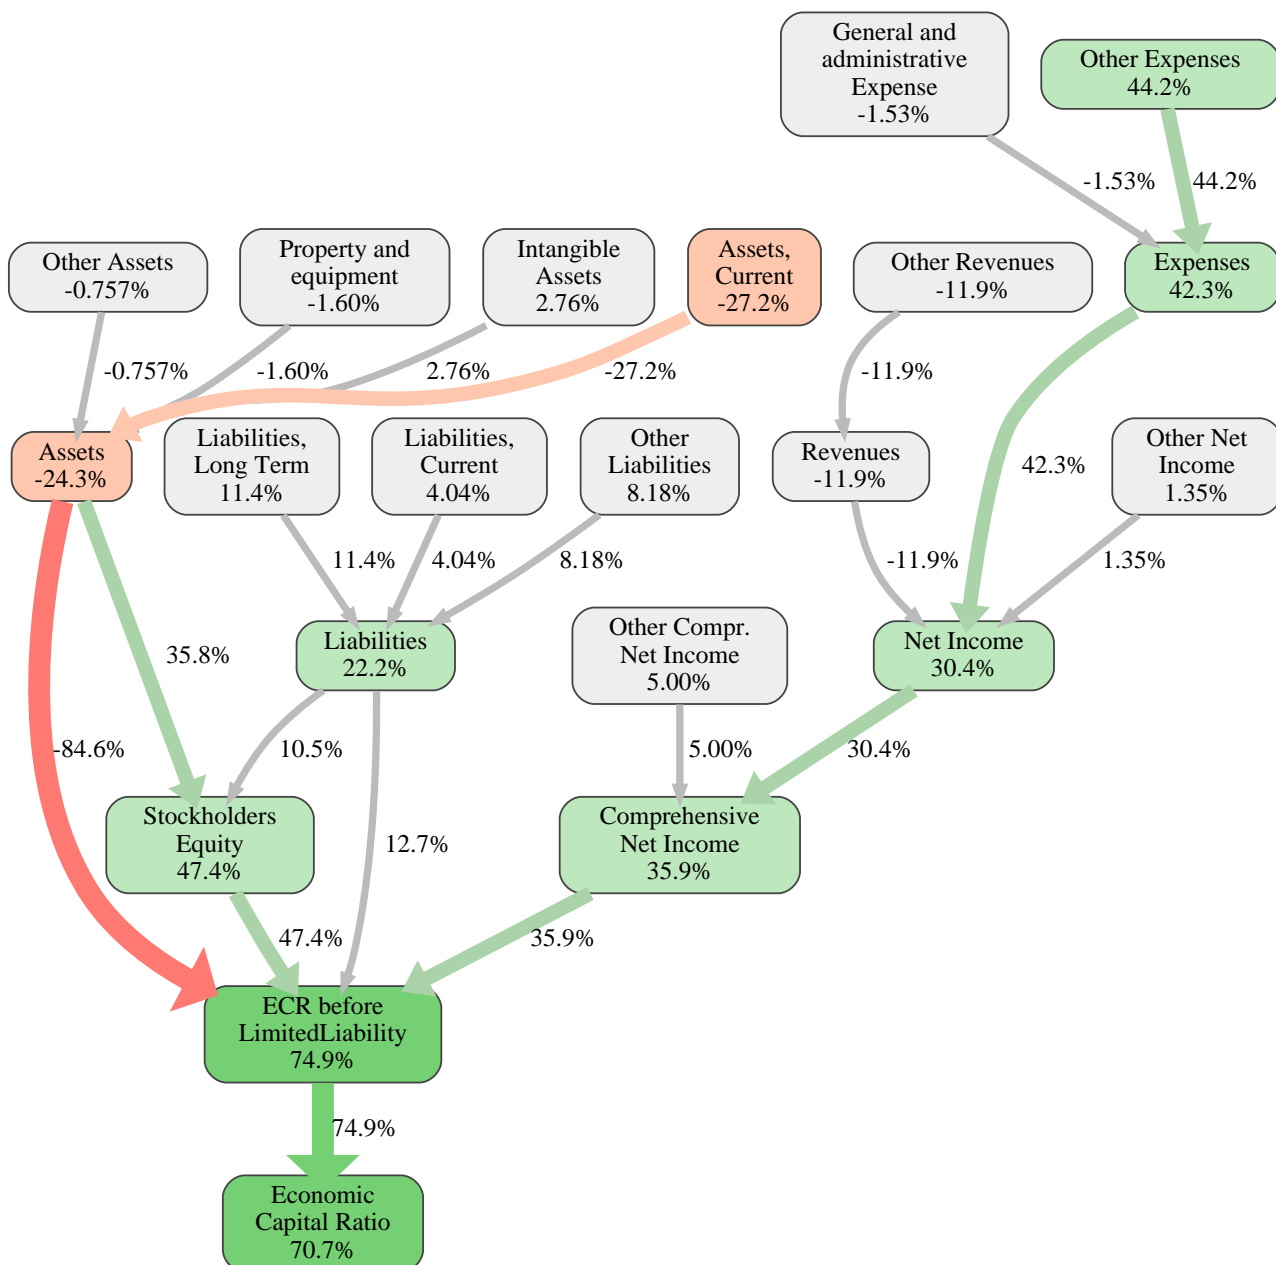 General and
administrative
Expense
-1.53%
Other Expenses
44.2%
-1.53%
44.2%
Other Assets
-0.757%
Property and
equipment
-1.60%
Intangible
Assets
2.76%
Assets,
Current
-27.2%
Other Revenues
-11.9%
Expenses
42.3%
-0.757%
-1.60%
2.76%
-27.2%
-11.9%
Assets
-24.3%
Liabilities,
Long Term
11.4%
Liabilities,
Current
4.04%
Other
Liabilities
8.18%
Revenues
-11.9%
42.3%
Other Net
Income
1.35%
11.4%
4.04%
8.18%
-11.9%
1.35%
35.8%
Liabilities
22.2%
Other Compr.
Net Income
5.00%
Net Income
30.4%
-84.6%
10.5%
5.00%
30.4%
Stockholders
Equity
47.4%
12.7%
Comprehensive
Net Income
35.9%
47.4%
35.9%
ECR before
LimitedLiability
74.9%
74.9%
Economic
Capital Ratio
70.7%